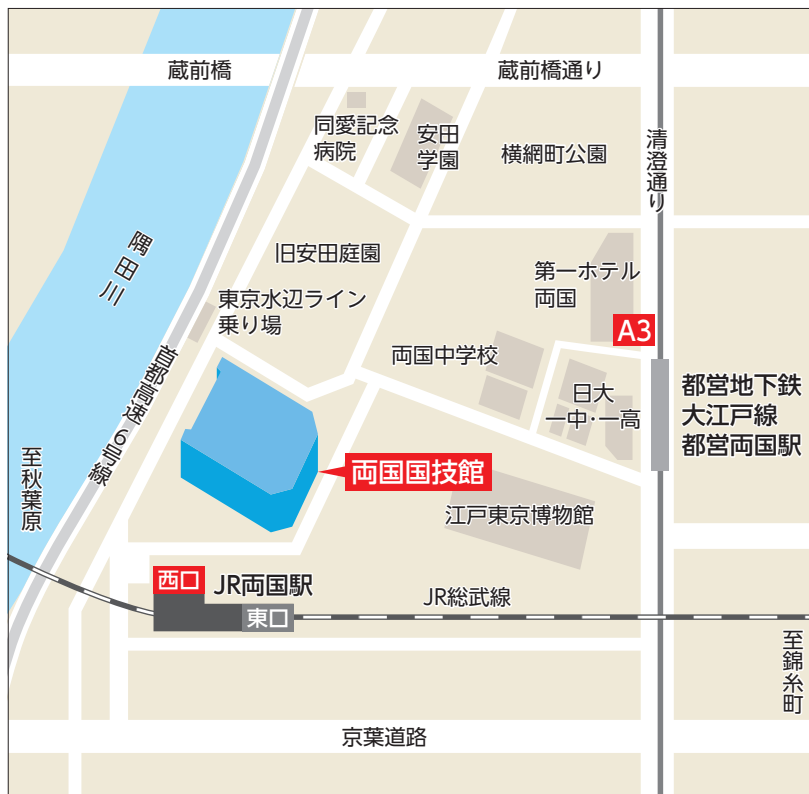 蔵前橋
蔵前橋通り
同愛記念
病院
安田
学園
横網町公園
清澄通り
隅田川
旧安田庭園
第一ホテル
両国
東京水辺ライン
乗り場
A3
両国中学校
首都高速6号線
日大
一中・一高
都営地下鉄
大江戸線
都営両国駅
至秋葉原
両国国技館
江戸東京博物館
西口
JR両国駅
東口
JR総武線
至錦糸町
京葉道路